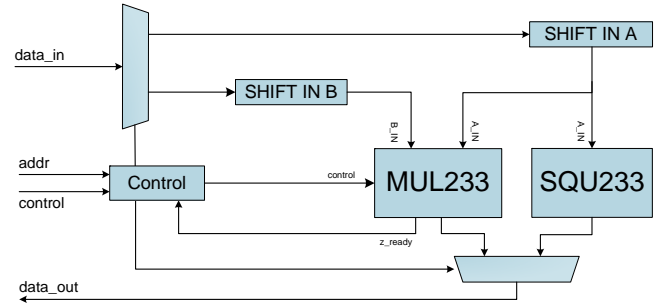 SHIFT IN A
data_in
SHIFT IN B
B_IN
A_IN
A_IN
addr
Control
control
MUL233
SQU233
control
z_ready
data_out